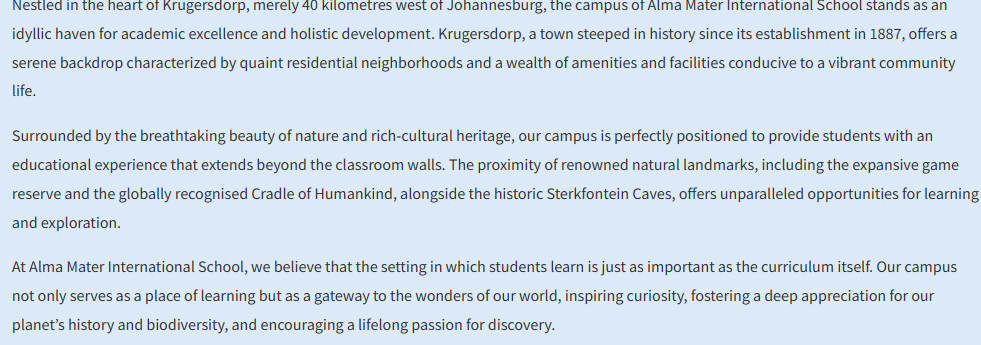 Nestled in the heart of Krugersdorp, merely 40 kilometres west of Johannesburg, the campus of Alma Mater International School stands as an
idyllic haven for academic excellence and holistic development. Krugersdorp, a town steeped in history since its establishment in 1887, offers a
serene backdrop characterized by quaint residential neighborhoods and a wealth of amenities and facilities conducive to a vibrant community
life.
Surrounded by the breathtaking beauty of nature and rich-cultural heritage, our campus is perfectly positioned to provide students with an
educational experience that extends beyond the classroom walls. The proximity of renowned natural landmarks, including the expansive game
reserve and the globally recognised Cradle of Humankind, alongside the historic Sterkfontein Caves, offers unparalleled opportunities for learning
and exploration.
At Alma Mater International School, we believe that the setting in which students learn is just as important as the curriculum itself. Our campus
not only serves as a place of learning but as a gateway to the wonders of our world, inspiring curiosity, fostering a deep appreciation for our
planet’s history and biodiversity, and encouraging a lifelong passion for discovery.